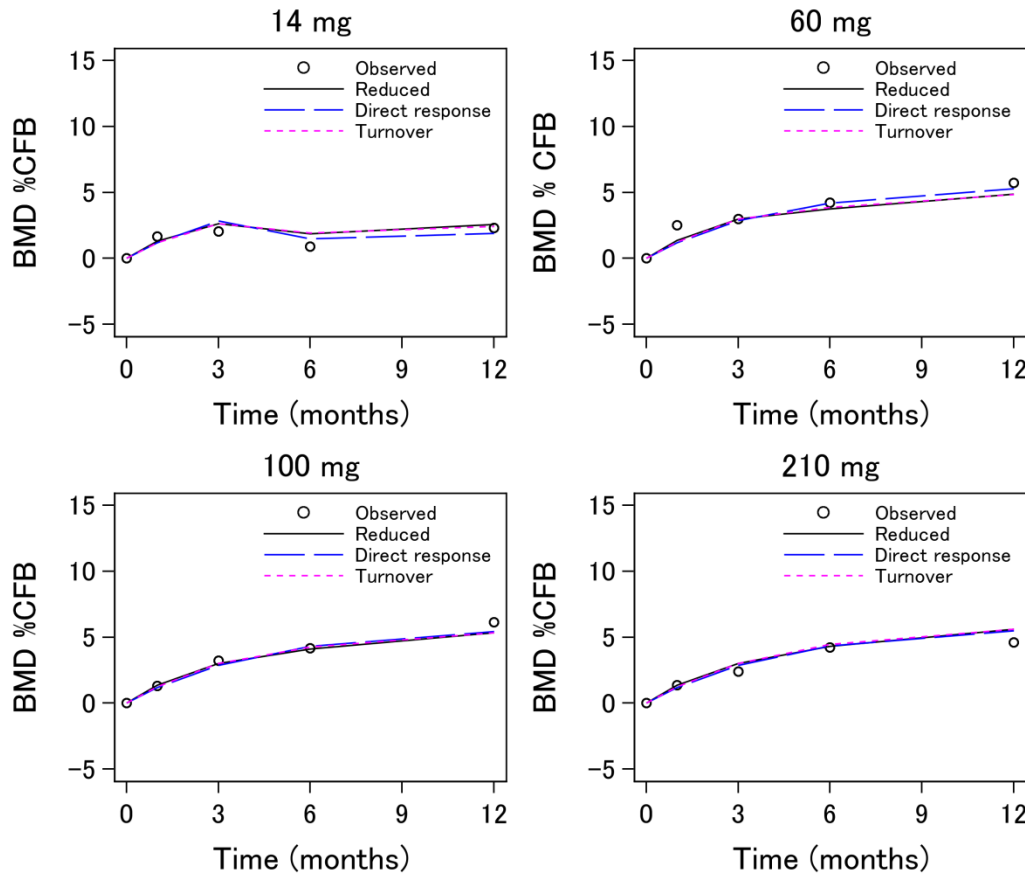 14 mg
15
10
5
0
−5
BMD %CFB
Observed
Reduced
Direct response
Turnover
0 3 6 9 12
Time (months)
60 mg
15
10
5
0
−5
BMD % CFB
Observed
Reduced
Direct response
Turnover
0 3 6 9 12
Time (months)
100 mg
15
10
5
0
−5
BMD %CFB
Observed
Reduced
Direct response
Turnover
0 3 6 9 12
Time (months)
210 mg
15
10
5
0
−5
BMD %CFB
Observed
Reduced
Direct response
Turnover
0 3 6 9 12
Time (months)